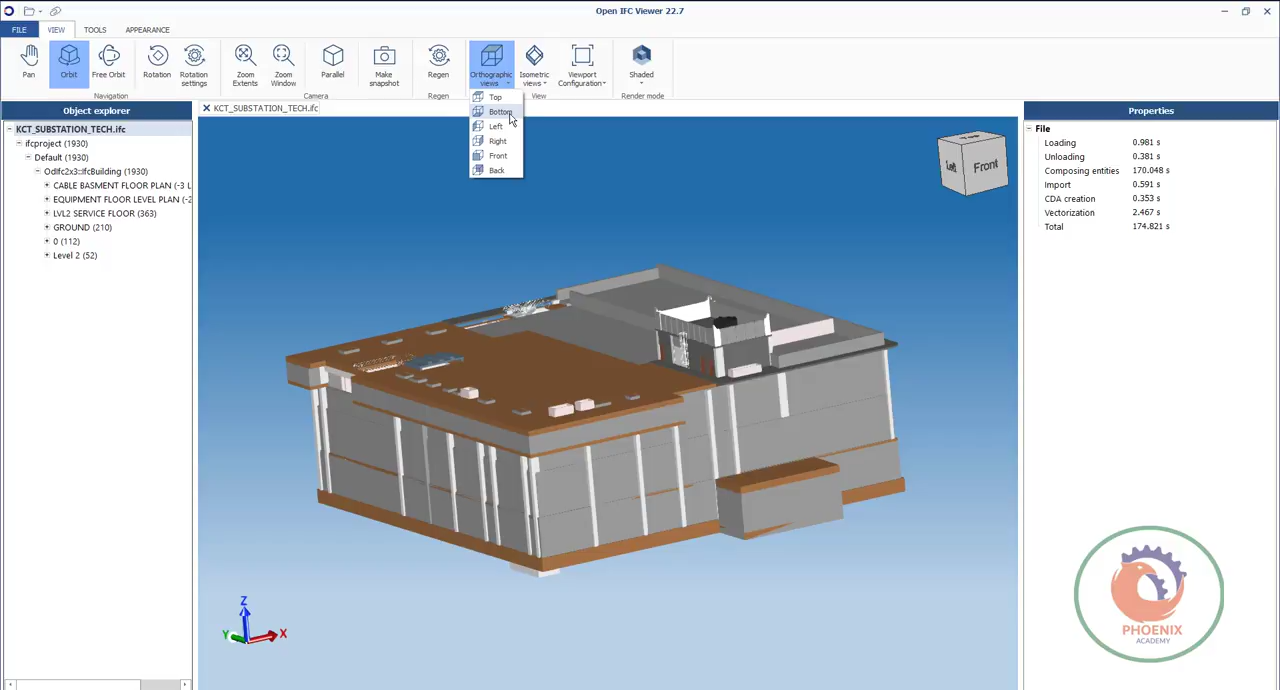 Open IFC Viewer 22.7
FILE VIEW TOOLS APPEARANCE
Pan Orbit Free Orbit Rotation Rotation settings Zoom Extents Zoom Window Parallel Make snapshot Regen Orthographic views Isometric views Viewport Configuration Shaded
Navigation Camera Regen View Render mode
Object explorer
KCT_SUBSTATION_TECH.ifc
ifcproject (1930)
Default (1930)
OdIfc2x3::IfcBuilding (1930)
CABLE BASMENT FLOOR PLAN (-3 L
EQUIPMENT FLOOR LEVEL PLAN (-2
LVL2 SERVICE FLOOR (363)
GROUND (210)
0 (112)
Level 2 (52)
KCT_SUBSTATION_TECH.ifc
Top
Bottom
Left
Right
Front
Back
Top
Left Front
Z
Y X
Properties
File
Loading 0.981 s
Unloading 0.381 s
Composing entities 170.048 s
Import 0.591 s
CDA creation 0.353 s
Vectorization 2.467 s
Total 174.821 s
PHOENIX
ACADEMY